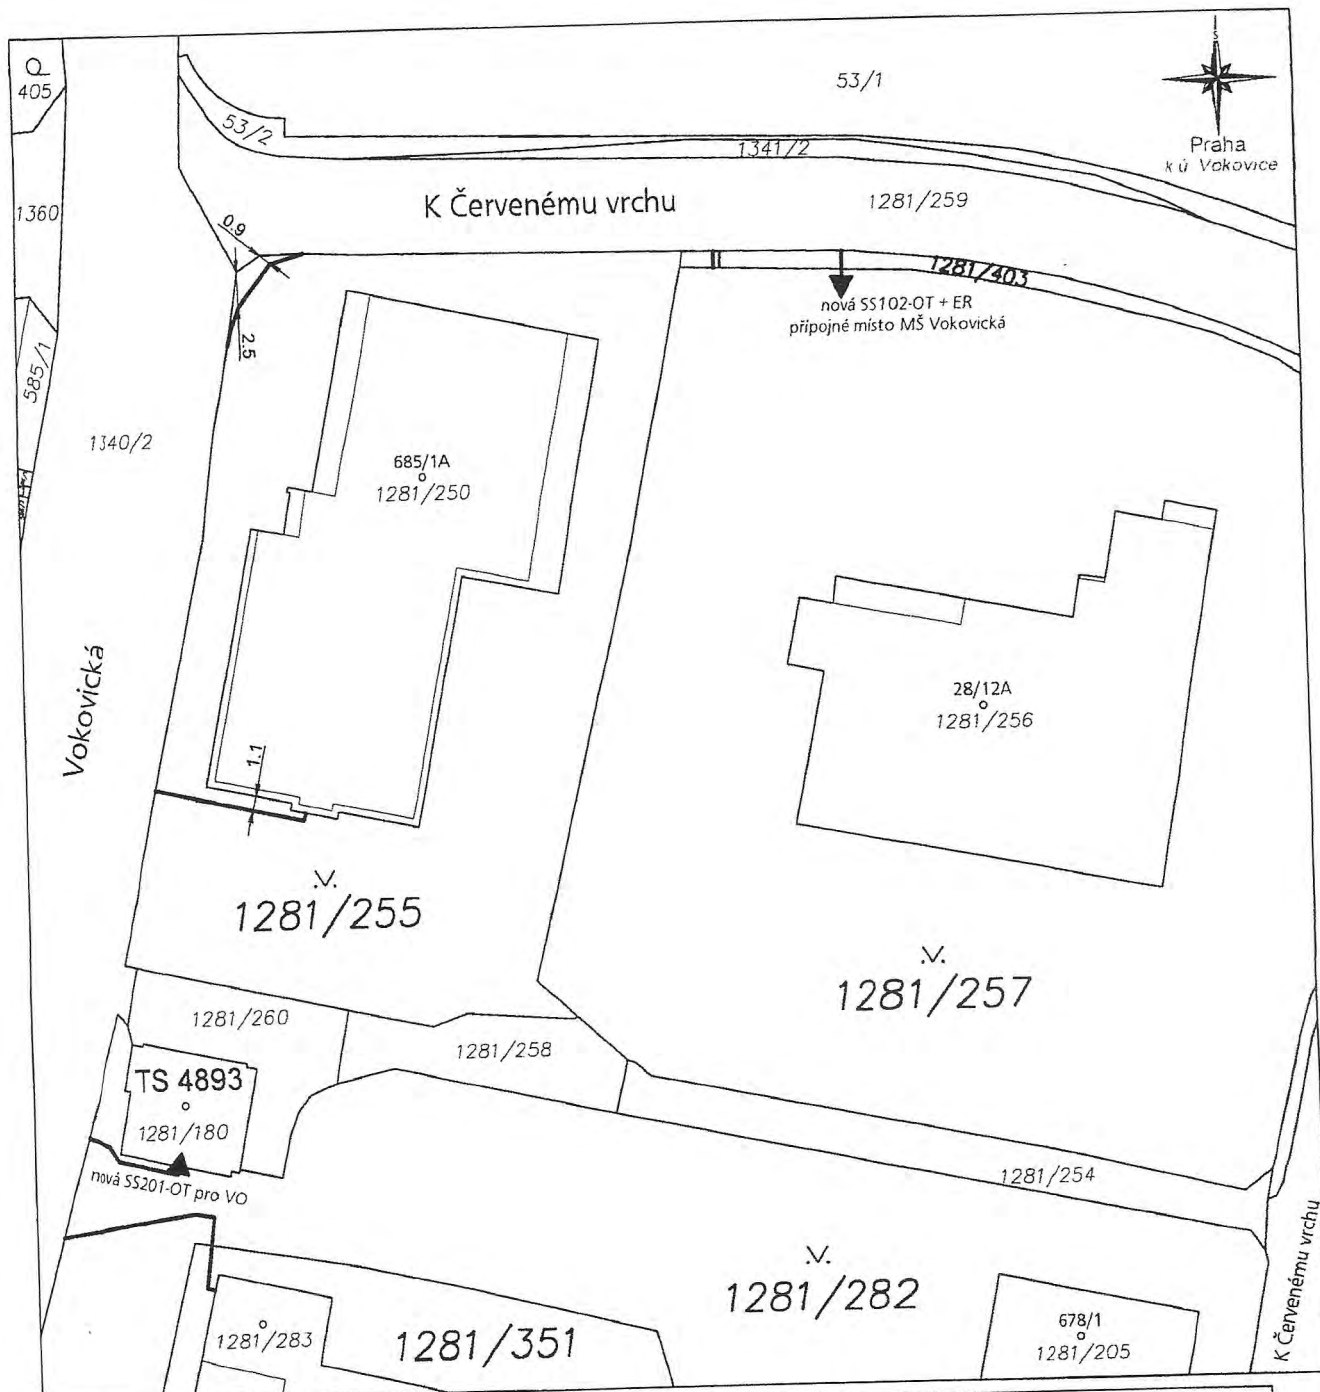 S
P
405
53/1
53/2
1341/2
Praha
k ú Vokovice
1360
K Červenému vrchu
1281/259
0.9
1281/403
nová SS102-OT + ER
přípojné místo MŠ Vokovická
2.5
585/1
1340/2
685/1A
1281/250
Vokovická
28/12A
1281/256
1.1
.V.
1281/255
.V.
1281/257
1281/260
1281/258
TS 4893
1281/180
nová SS201-OT pro VO
1281/254
K Červenému vrchu
.V.
1281/282
1281/283
1281/351
678/1
1281/205